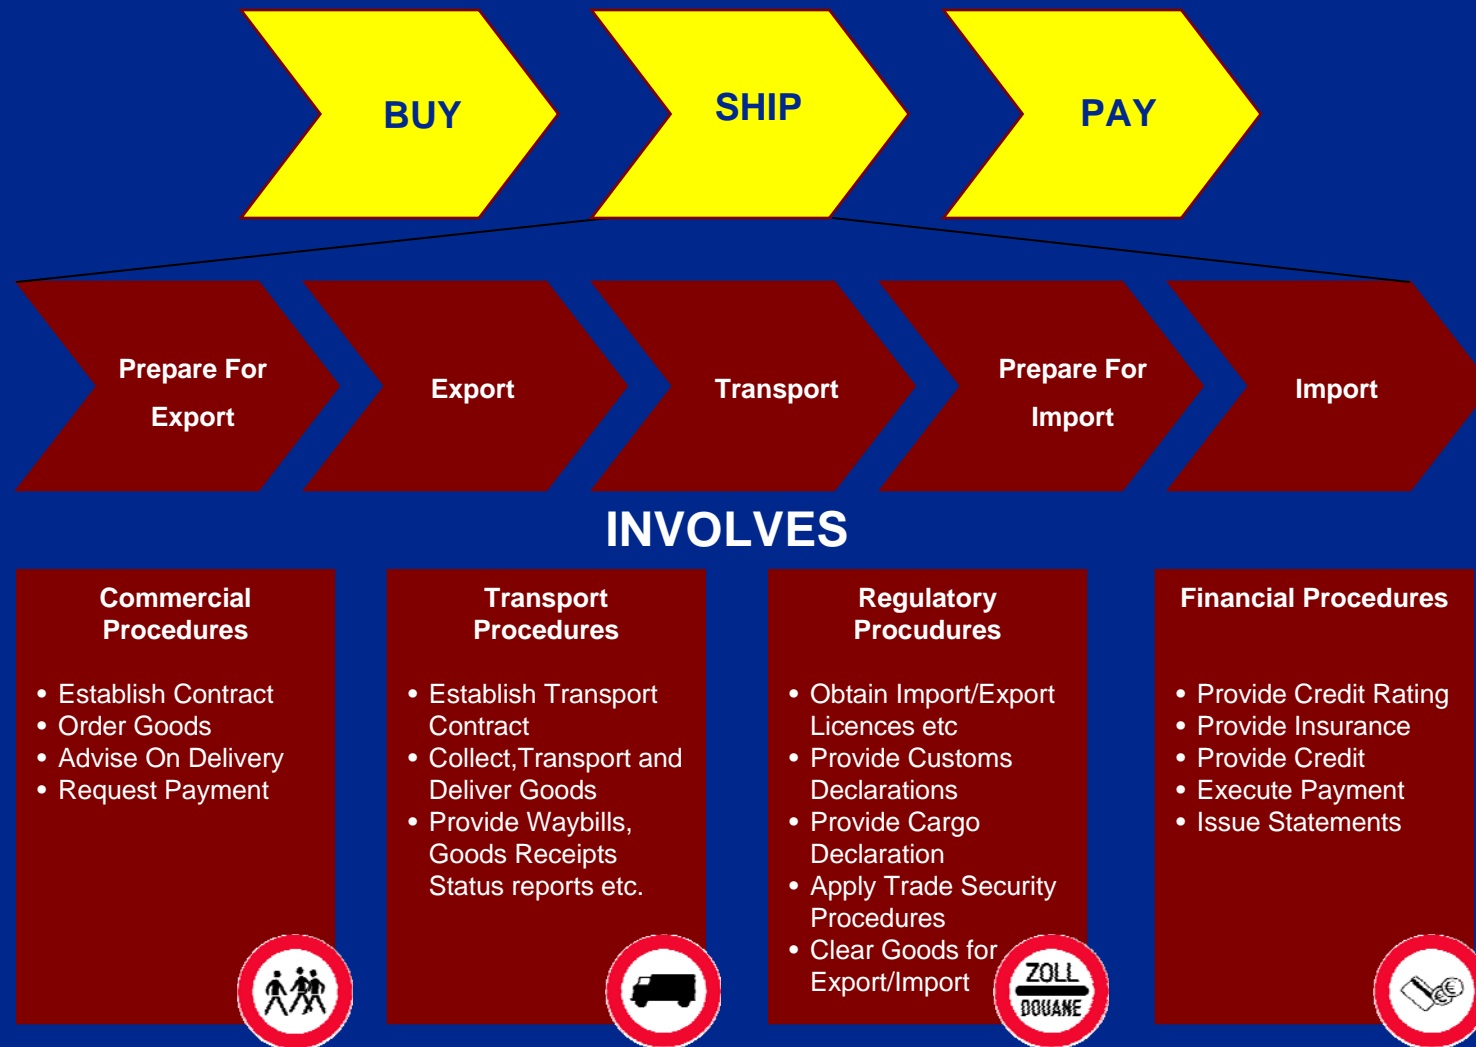 BUY
SHIP
PAY
Prepare For
Export
Export
Transport
Prepare For
Import
Import
INVOLVES
Commercial
Procedures
• Establish Contract
• Order Goods
• Advise On Delivery
• Request Payment
Transport
Procedures
• Establish Transport
Contract
• Collect,Transport and
Deliver Goods
• Provide Waybills,
Goods Receipts
Status reports etc.
Regulatory
Procudures
• Obtain Import/Export
Licences etc
• Provide Customs
Declarations
• Provide Cargo
Declaration
• Apply Trade Security
Procedures
• Clear Goods for
Export/Import
ZOLL
DOUANE
Financial Procedures
• Provide Credit Rating
• Provide Insurance
• Provide Credit
• Execute Payment
• Issue Statements